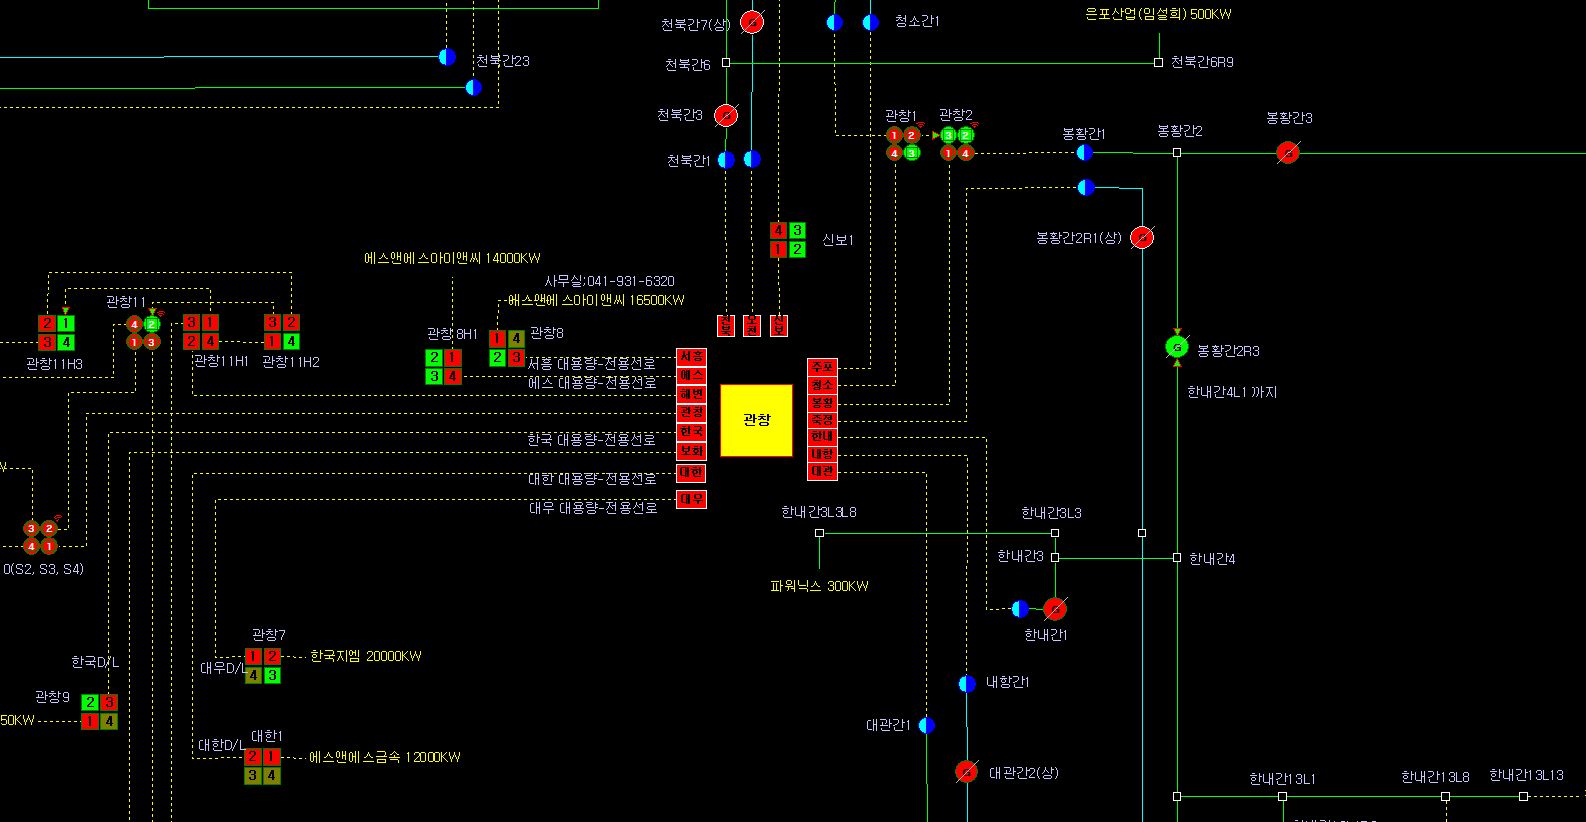 은포산업(임설희) 500KW
천북간7(상)
청소간1
천북간23
천북간6
천북간6R9
천북간3
관창1
관창2
봉황간1
봉황간2
봉황간3
1 2
4 3
3 2
1 4
천북간1
4 3
1 2
신보1
봉황간2R1(상)
에스앤에스아이앤씨 14000KW
사무실;041-931-6320
에스앤에 스아이앤씨 16500KW
관창11
2 1
3 4
4 2
1 3
3 1
2 4
3 2
1 4
관창11H3
관창11H1
관창11H2
관창8H1
관창8
1 4
2 3
2 1
3 4
천북
신보
서흥
에스
해변
관창
한국
보화
대한
대우
서흥 대용량-전용선로
에스 대용량-전용선로
한국 대용량-전용선로
대한 대용량-전용선로
대우 대용량-전용선로
관창
주포
청소
봉황
죽정
한내
내항
대관
G
봉황간2R3
한내간4L1 까지
3 2
4 1
0(S2, S3, S4)
한내간3L3L8
한내간3L3
한내간3
한내간4
파워닉스 300KW
한내간1
관창7
대우D/L
1 2
4 3
한국지엠 20000KW
한국D/L
관창9
2 3
1 4
50KW
대한D/L
대한1
2 1
3 4
에스앤에스금속 12000KW
내항간1
대관간1
대관간2(상)
한내간13L1
한내간13L8
한내간13L13